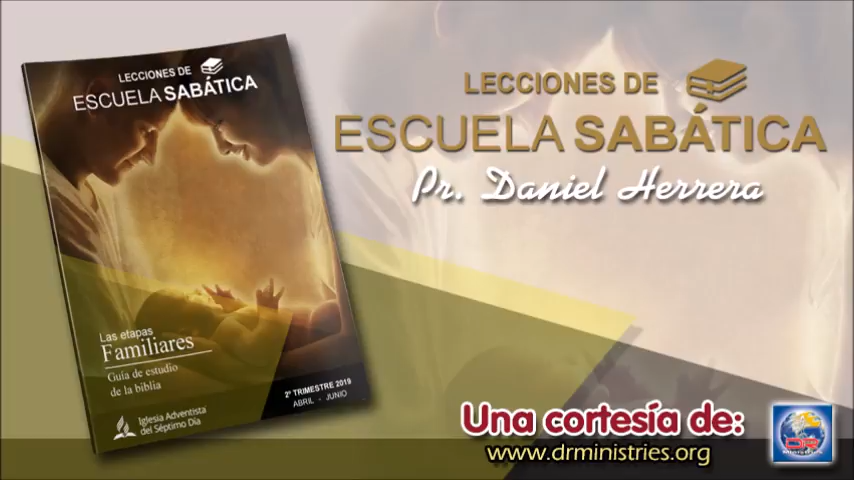 LECCIONES DE
ESCUELA SABÁTICA
Las etapas
Familiares
Guía de estudio
de la biblia
2º TRIMESTRE 2019
ABRIL - JUNIO
Iglesia Adventista
del Séptimo Día
LECCIONES DE
ESCUELA SABÁTICA
Pr. Daniel Herrera
Una cortesía de:
www.drministries.org
DR